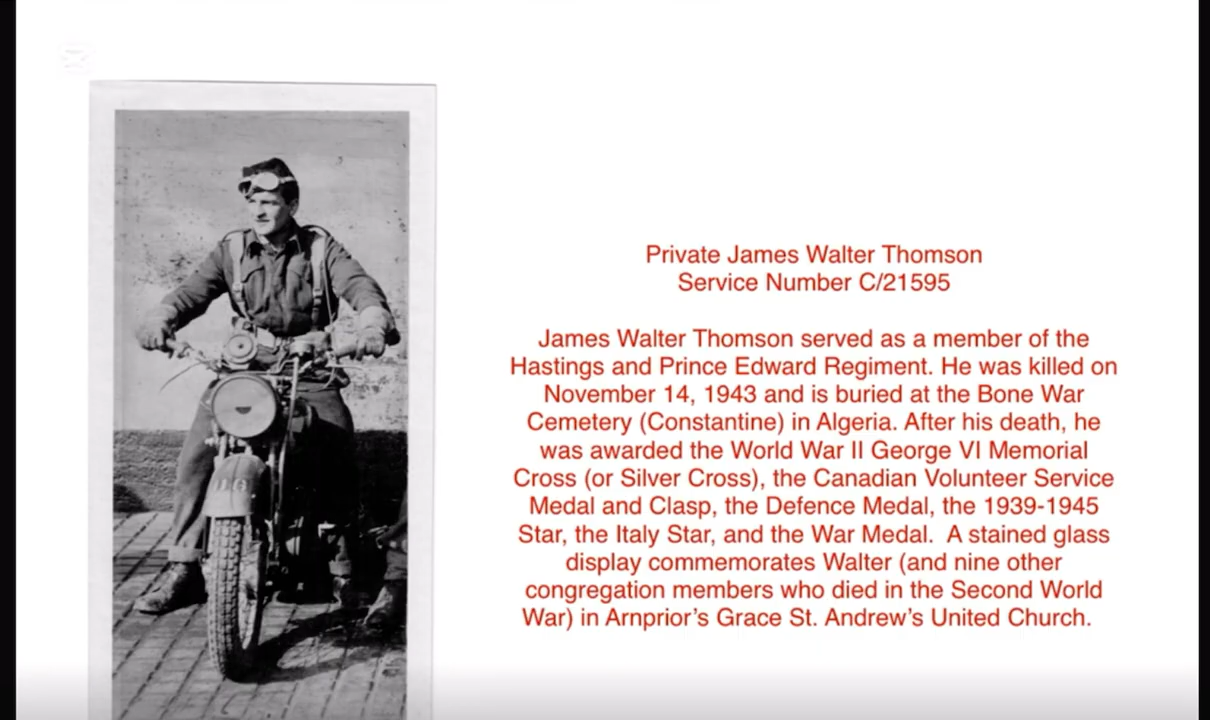 Private James Walter Thomson
Service Number C/21595
James Walter Thomson served as a member of the
Hastings and Prince Edward Regiment. He was killed on
November 14, 1943 and is buried at the Bone War
Cemetery (Constantine) in Algeria. After his death, he
was awarded the World War II George VI Memorial
Cross (or Silver Cross), the Canadian Volunteer Service
Medal and Clasp, the Defence Medal, the 1939-1945
Star, the Italy Star, and the War Medal.  A stained glass
display commemorates Walter (and nine other
congregation members who died in the Second World
War) in Arnprior’s Grace St. Andrew’s United Church.